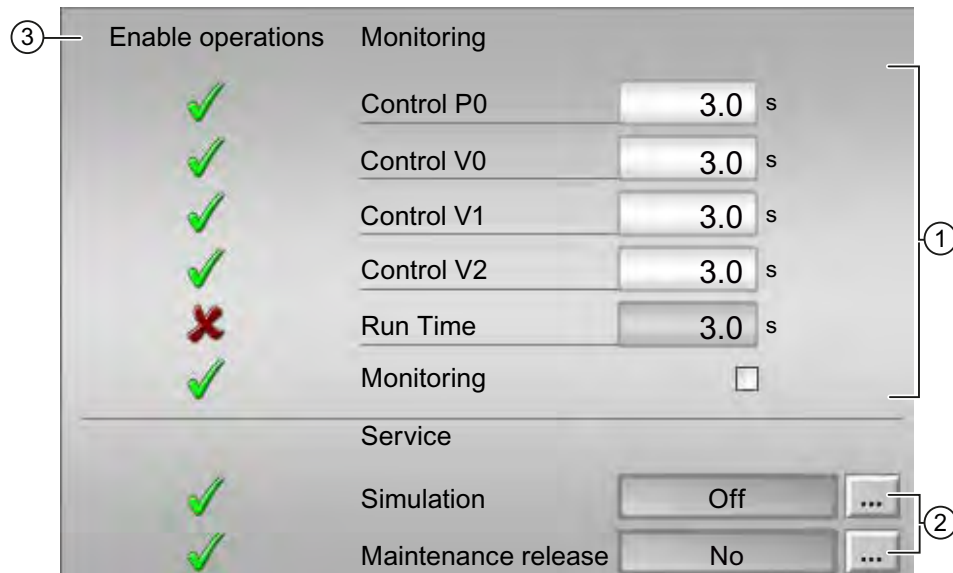 ③ Enable operations Monitoring
Control P0 3.0 s
Control V0 3.0 s
Control V1 3.0 s
①
Control V2 3.0 s
Run Time 3.0 s
Monitoring
Service
Simulation Off ...
②
Maintenance release No ...